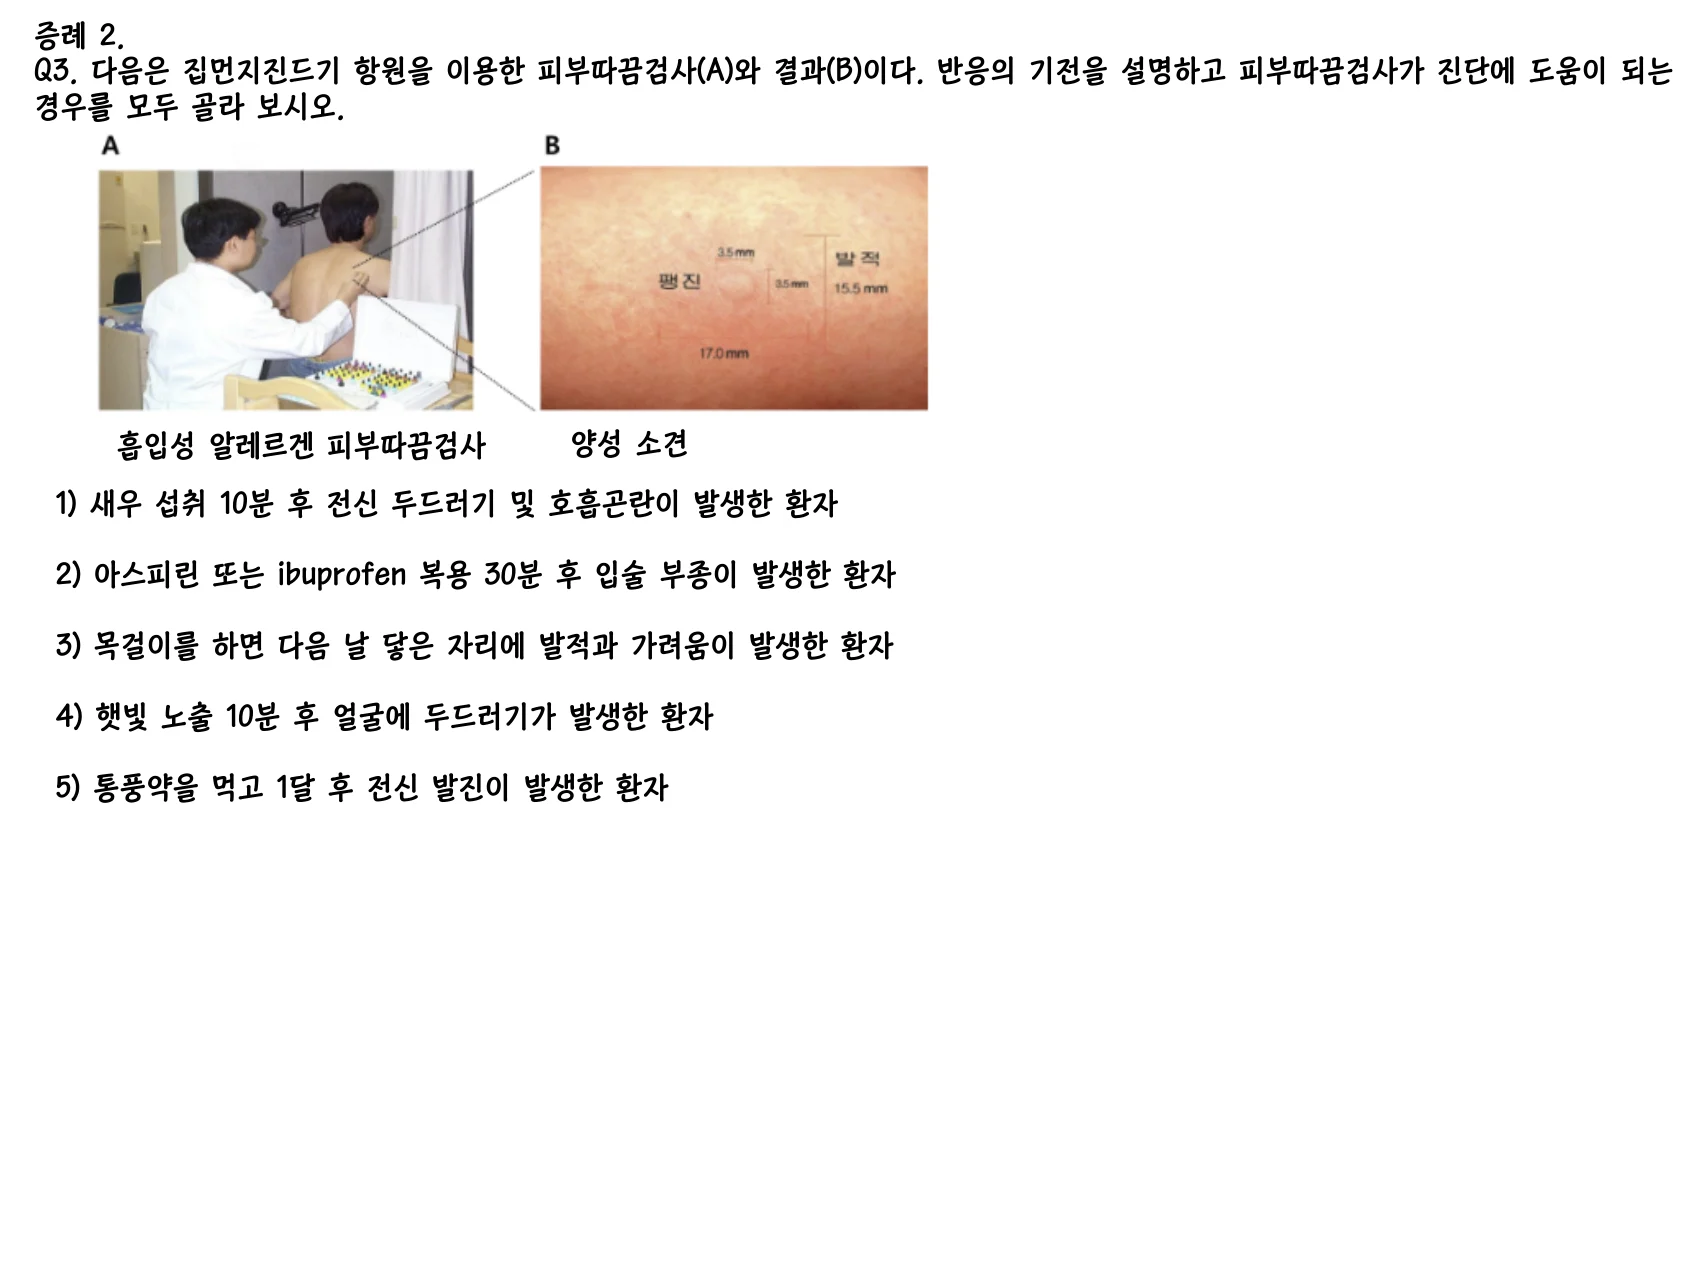 증례 2.
Q3. 다음은 집먼지진드기 항원을 이용한 피부따끔검사(A)와 결과(B)이다. 반응의 기전을 설명하고 피부따끔검사가 진단에 도움이 되는
경우를 모두 골라 보시오.
A
B
3.5mm
팽진
3.5mm
발적
15.5mm
17.0mm
흡입성 알레르겐 피부따끔검사
양성 소견
1) 새우 섭취 10분 후 전신 두드러기 및 호흡곤란이 발생한 환자
2) 아스피린 또는 ibuprofen 복용 30분 후 입술 부종이 발생한 환자
3) 목걸이를 하면 다음 날 닿은 자리에 발적과 가려움이 발생한 환자
4) 햇빛 노출 10분 후 얼굴에 두드러기가 발생한 환자
5) 통풍약을 먹고 1달 후 전신 발진이 발생한 환자